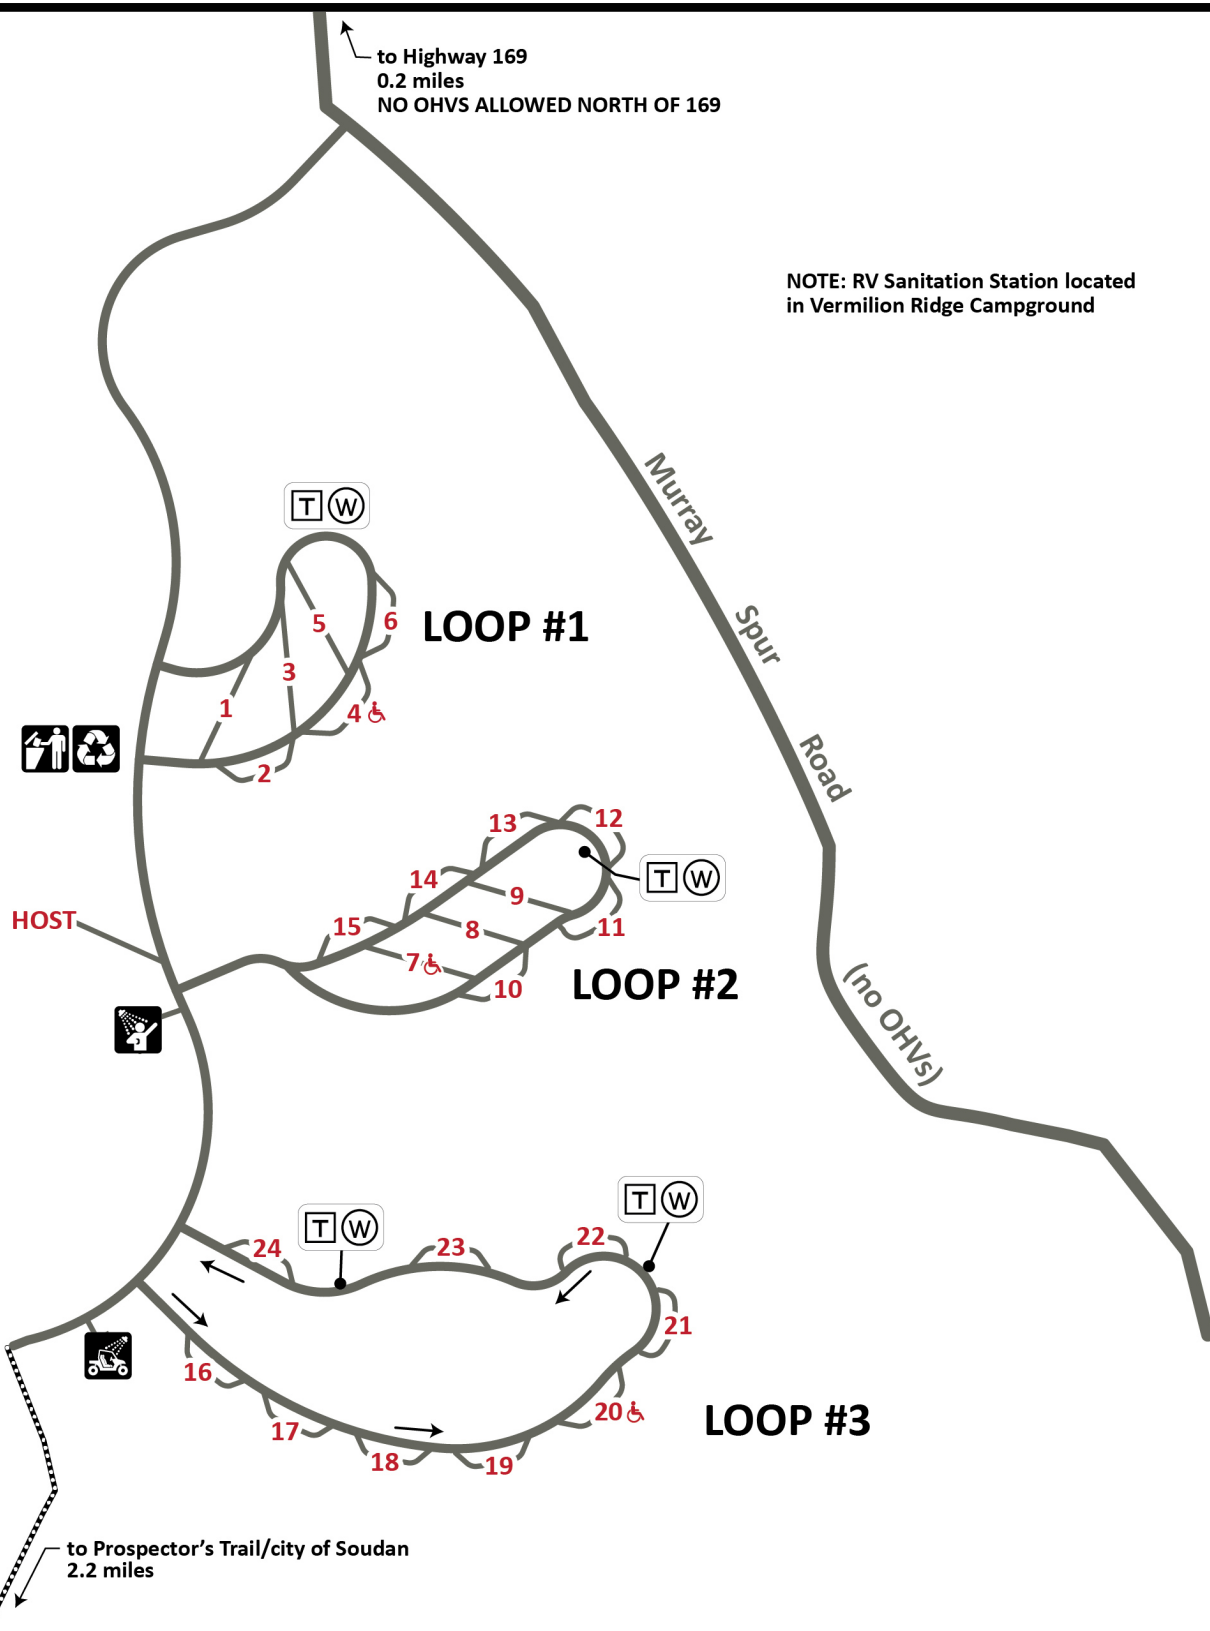 to Highway 169
0.2 miles
NO OHVS ALLOWED NORTH OF 169
NOTE: RV Sanitation Station located
in Vermilion Ridge Campground
Murray
Spur
Road
(no OHVs)
T W
5
6
LOOP #1
3
1
4
2
13
12
T W
14
9
15
8
11
HOST
7
10
LOOP #2
T W
T W
24
23
22
21
16
20
17
LOOP #3
18
19
to Prospector’s Trail/city of Soudan
2.2 miles